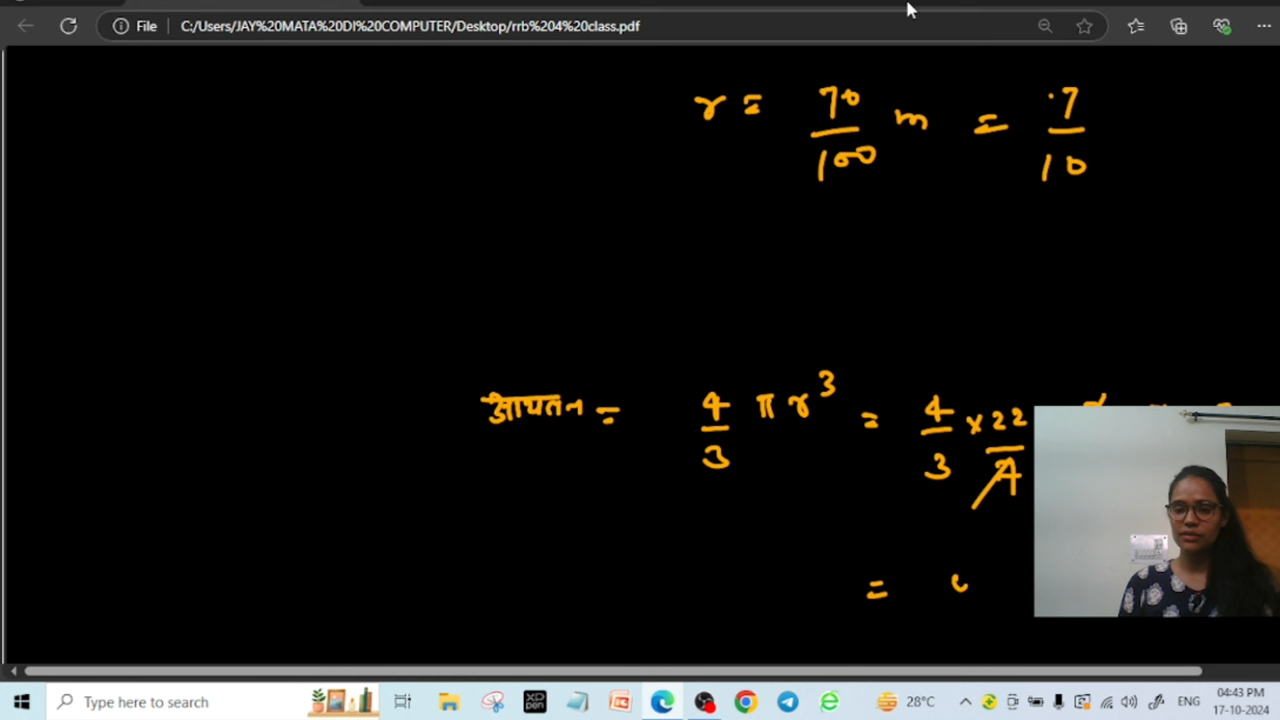 File C:/Users/JAY%20MATA%20DI%20COMPUTER/Desktop/rrb%204%20class.pdf
r = 70/100 m = 7/10
आयतन = 4/3 π r³ = 4/3 × 22/7
=
Type here to search
28°C
ENG
04:43 PM
17-10-2024